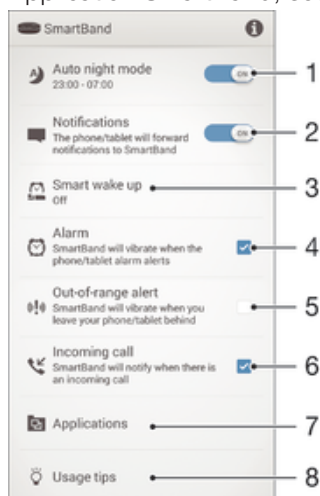 SmartBand
Auto night mode
23:00 - 07:00
ON
1
Notifications
The phone/tablet will forward
notifications to SmartBand
ON
2
Smart wake up
Off
3
Alarm
SmartBand will vibrate when the
phone/tablet alarm alerts
4
Out-of-range alert
SmartBand will vibrate when you
leave your phone/tablet behind
5
Incoming call
SmartBand will notify when there is
an incoming call
6
Applications
7
Usage tips
8